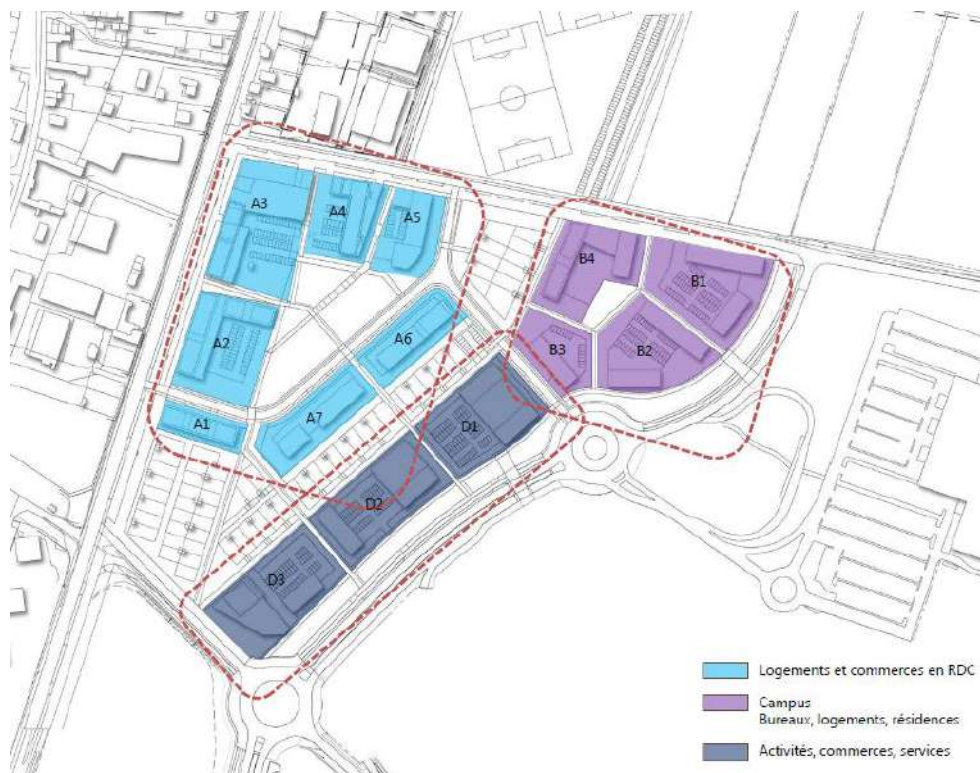 A3
A4
A5
B4
B1
A2
A6
B3
B2
A1
A7
D1
D2
D3
Logements et commerces en RDC
Campus
Bureaux, logements, résidences
Activités, commerces, services